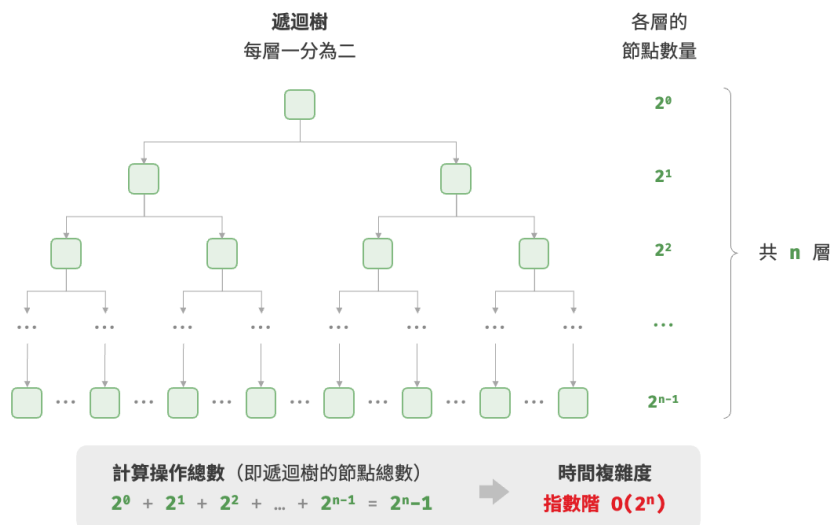 遞迴樹
每層一分為二
各層的
節點數量
2⁰
2¹
2²
...
2ⁿ⁻¹
共 n 層
... ... ... ... ... ... ... ...
... ... ... ... ... ... ...
計算操作總數（即遞迴樹的節點總數）
2⁰ + 2¹ + 2² + … + 2ⁿ⁻¹ = 2ⁿ−1
時間複雜度
指數階 O(2ⁿ)